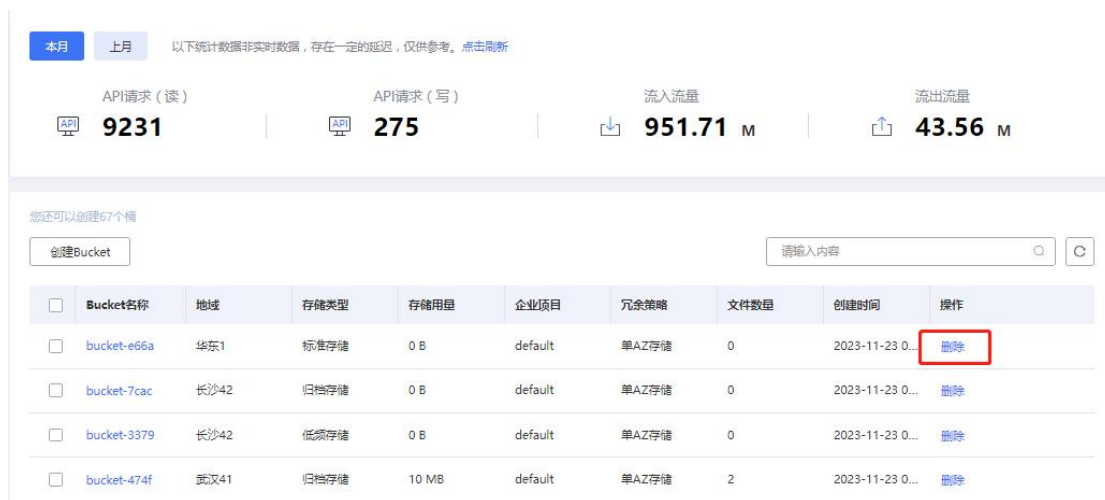 本月 上月 以下统计数据非实时数据，存在一定的延迟，仅供参考。点击刷新
API请求（读） API请求（写） 流入流量 流出流量
API 9231 API 275 951.71 M 43.56 M
您还可以创建67个桶
创建Bucket 请输入内容
Bucket名称 地域 存储类型 存储用量 企业项目 冗余策略 文件数量 创建时间 操作
bucket-e66a 华东1 标准存储 0 B default 单AZ存储 0 2023-11-23 0... 删除
bucket-7cac 长沙42 归档存储 0 B default 单AZ存储 0 2023-11-23 0... 删除
bucket-3379 长沙42 低频存储 0 B default 单AZ存储 0 2023-11-23 0... 删除
bucket-474f 武汉41 归档存储 10 MB default 单AZ存储 2 2023-11-23 0... 删除